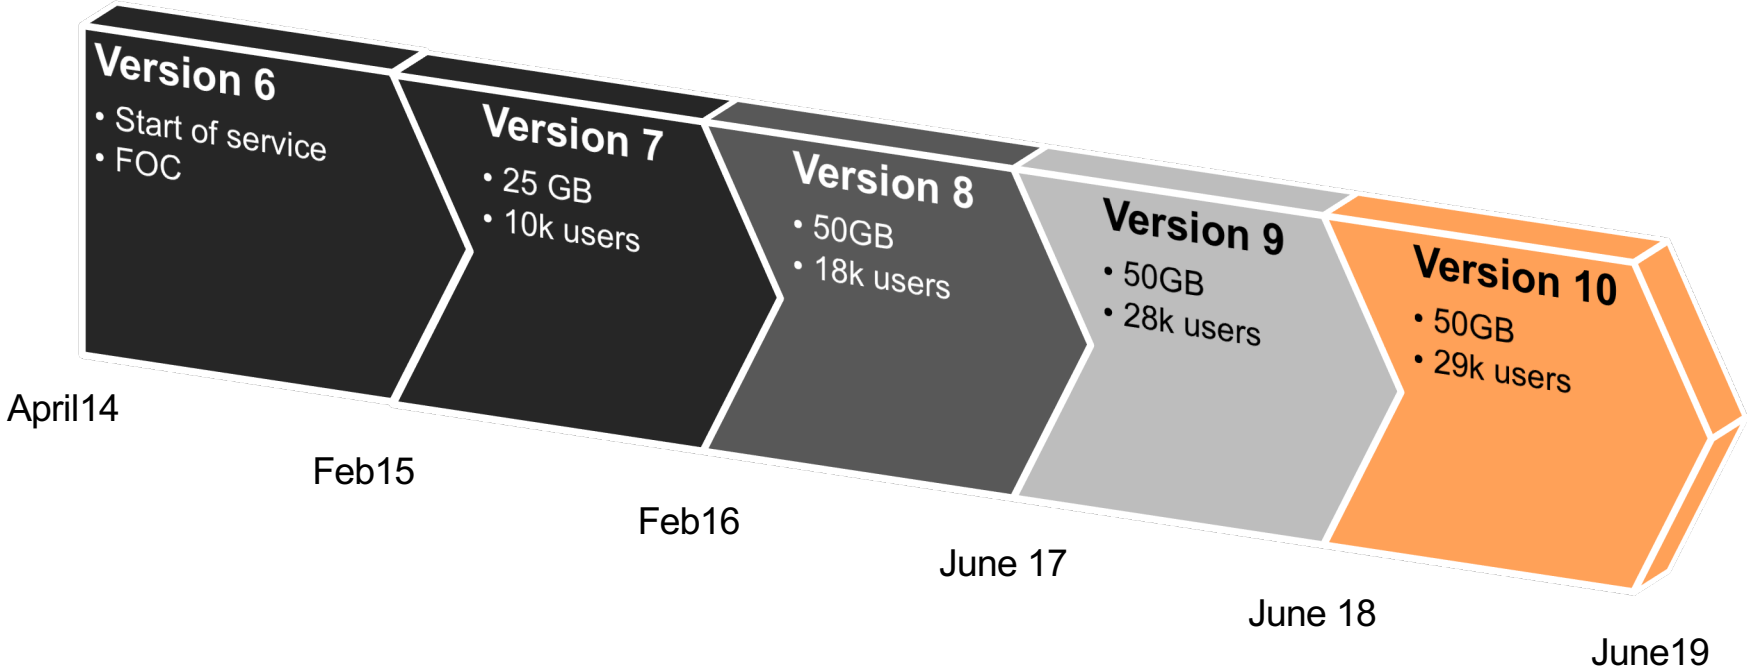 Version 6
• Start of service
• FOC
Version 7
• 25 GB
• 10k users
Version 8
• 50GB
• 18k users
Version 9
• 50GB
• 28k users
Version 10
• 50GB
• 29k users
April14
Feb15
Feb16
June 17
June 18
June19